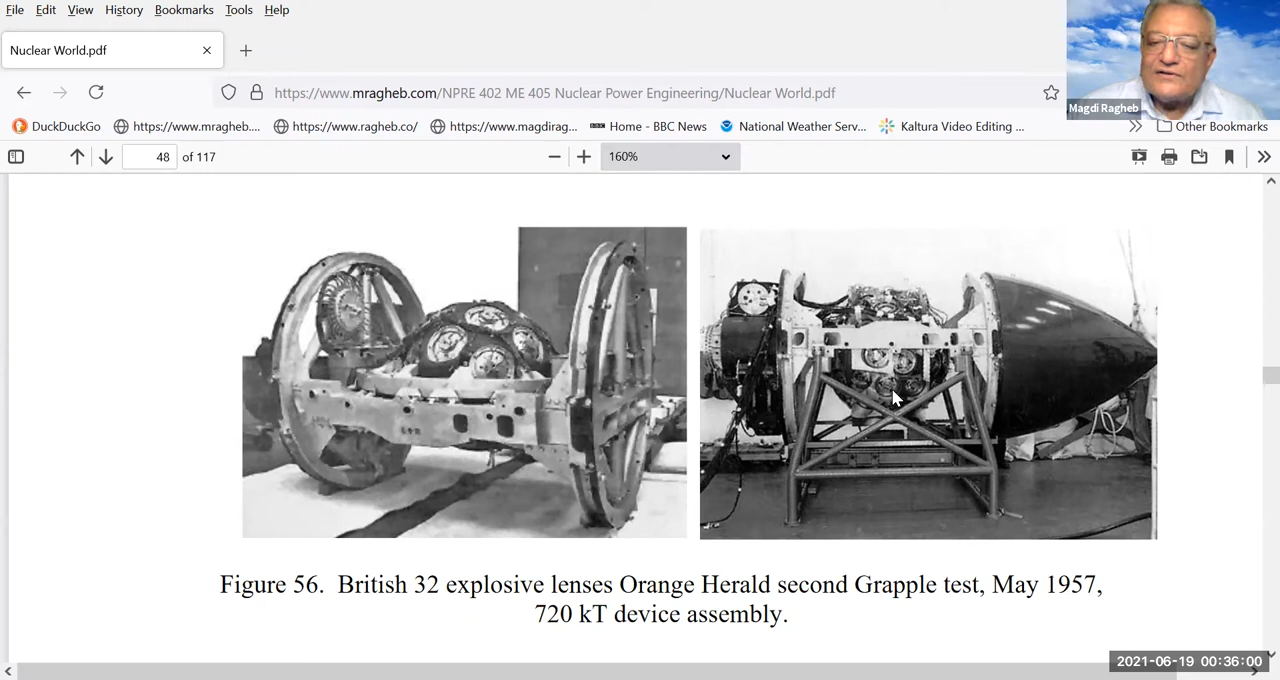 File Edit View History Bookmarks Tools Help
Nuclear World.pdf
https://www.mragheb.com/NPRE 402 ME 405 Nuclear Power Engineering/Nuclear World.pdf
Magdi Ragheb
DuckDuckGo https://www.mragheb.... https://www.ragheb.co/ https://www.magdirag... BBC Home - BBC News National Weather Serv... Kaltura Video Editing ... Other Bookmarks
48 of 117 160%
Figure 56. British 32 explosive lenses Orange Herald second Grapple test, May 1957,
720 kT device assembly.
2021-06-19 00:36:00